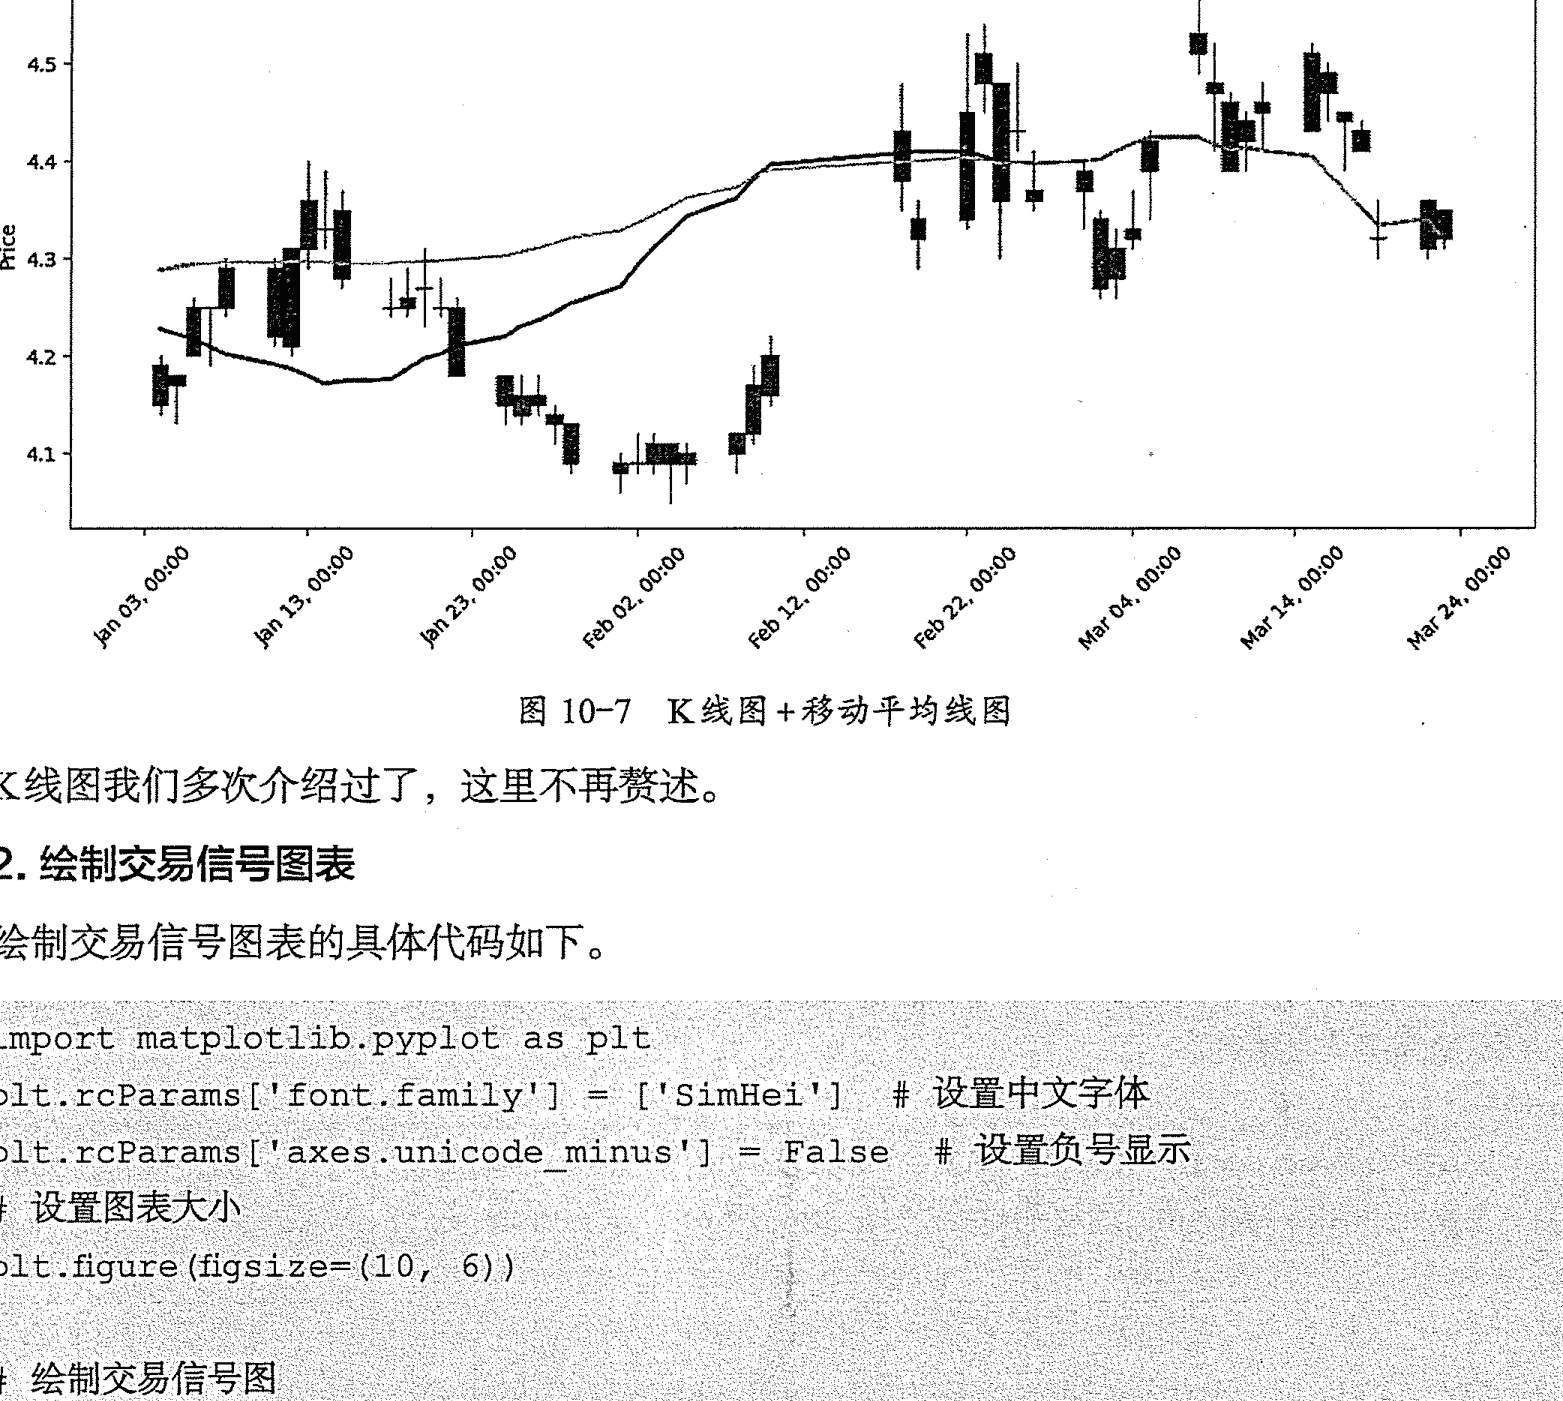 4.5
4.4
4.3
4.2
4.1
Price
Jan 03, 00:00
Jan 13, 00:00
Jan 23, 00:00
Feb 02, 00:00
Feb 12, 00:00
Feb 22, 00:00
Mar 04, 00:00
Mar 14, 00:00
Mar 24, 00:00
图 10-7 K线图+移动平均线图
K线图我们多次介绍过了，这里不再赘述。
2. 绘制交易信号图表
绘制交易信号图表的具体代码如下。
import matplotlib.pyplot as plt
plt.rcParams['font.family'] = ['SimHei']  # 设置中文字体
plt.rcParams['axes.unicode_minus'] = False  # 设置负号显示
# 设置图表大小
plt.figure(figsize=(10, 6))
# 绘制交易信号图